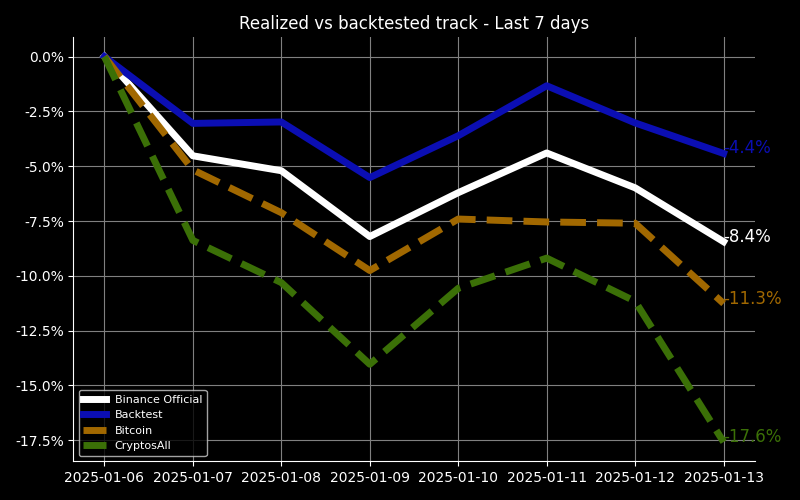 Realized vs backtested track - Last 7 days
0.0%
-2.5%
-5.0%
-7.5%
-10.0%
-12.5%
-15.0%
-17.5%
-4.4%
-8.4%
-11.3%
-17.6%
Binance Official
Backtest
Bitcoin
CryptosAll
2025-01-06 2025-01-07 2025-01-08 2025-01-09 2025-01-10 2025-01-11 2025-01-12 2025-01-13